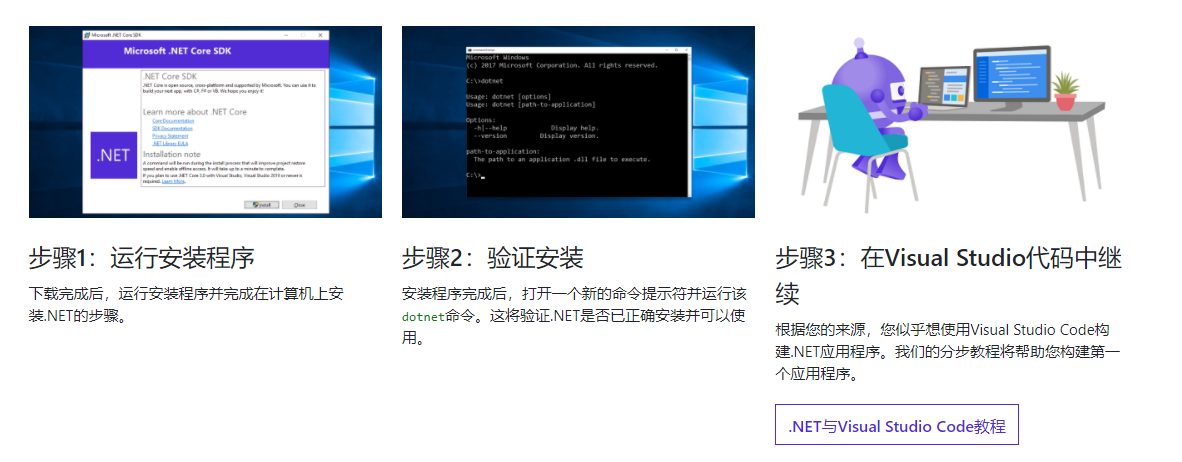 Microsoft .NET Core SDK
Microsoft .NET Core SDK
.NET Core SDK
.NET Core is open source, cross-platform and supported by Microsoft. You can use it to
build your next app, with C#, F# or VB. We hope you enjoy it!
Learn more about .NET Core
Core Documentation
SDK Documentation
Privacy Statement
.NET Library EULA
.NET
Installation note
A command will be run during the install process that will improve project restore
speed and enable offline access. It will take up to a minute to complete.
If you plan to use .NET Core 3.0 with Visual Studio, Visual Studio 2019 or newer is
required. Learn More.
Install
Close
Command Prompt
Microsoft Windows
(c) 2017 Microsoft Corporation. All rights reserved.
C:\>dotnet
Usage: dotnet [options]
Usage: dotnet [path-to-application]
Options:
-h|--help Display help.
--version Display version.
path-to-application:
The path to an application .dll file to execute.
C:\>_
步骤1：运行安装程序
下载完成后，运行安装程序并完成在计算机上安
装.NET的步骤。
步骤2：验证安装
安装程序完成后，打开一个新的命令提示符并运行该
dotnet命令。这将验证.NET是否已正确安装并可以使
用。
步骤3：在Visual Studio代码中继
续
根据您的来源，您似乎想使用Visual Studio Code构
建.NET应用程序。我们的分步教程将帮助您构建第一
个应用程序。
.NET与Visual Studio Code教程